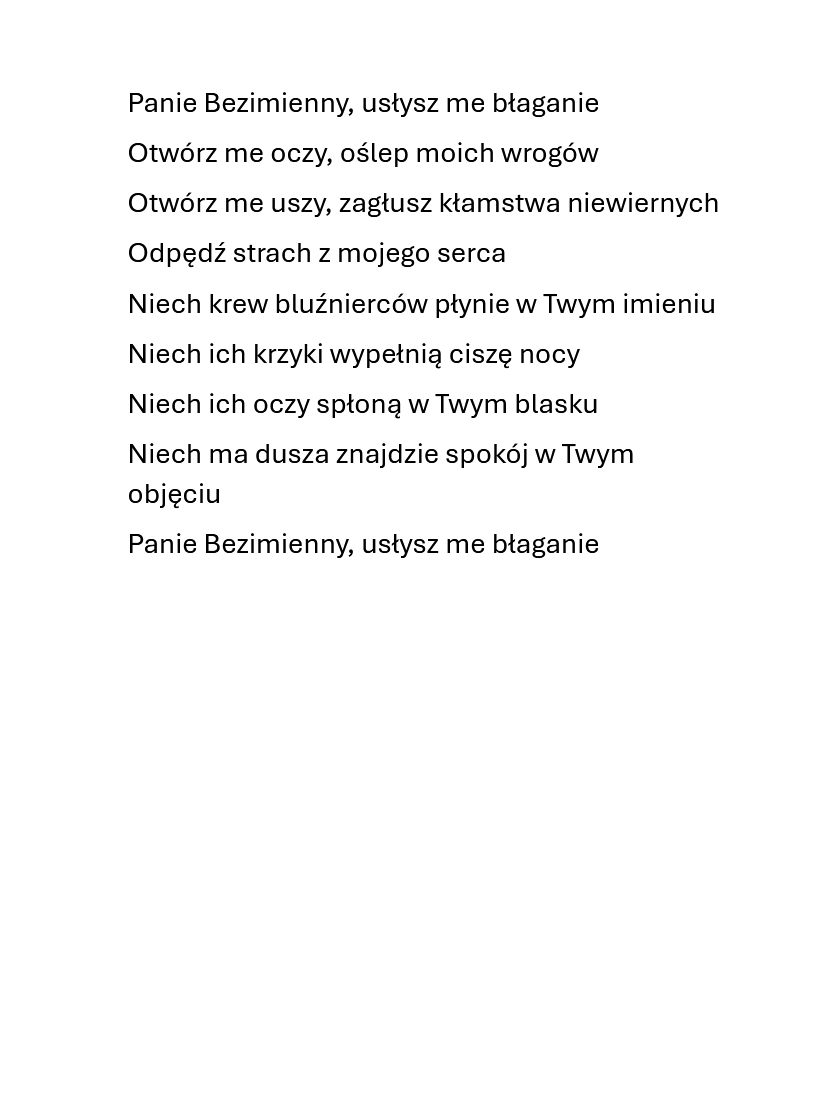 Panie Bezimienny, usłysz me błaganie
Otwórz me oczy, oślep moich wrogów
Otwórz me uszy, zagłusz kłamstwa niewiernych
Odpędź strach z mojego serca
Niech krew bluźnierców płynie w Twym imieniu
Niech ich krzyki wypełnią ciszę nocy
Niech ich oczy spłoną w Twym blasku
Niech ma dusza znajdzie spokój w Twym
objęciu
Panie Bezimienny, usłysz me błaganie